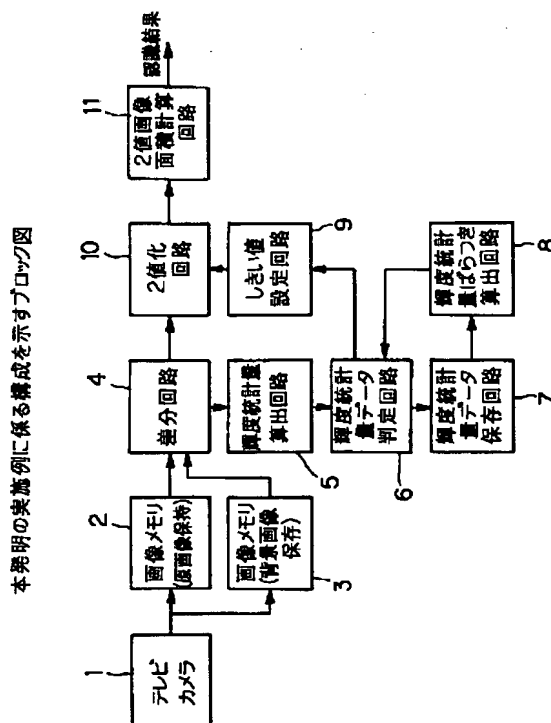 本発明の実施例に係る構成を示すブロック図
1
テレビ
カメラ
2
画像メモリ
(原画像保持)
3
画像メモリ
(背景画像
保存)
4
差分回路
5
輝度統計量
算出回路
6
輝度統計
量データ
判定回路
7
輝度統計
量データ
保存回路
8
輝度統計
量ばらつき
算出回路
9
しきい値
設定回路
10
2値化
回路
11
2値画像
面積計算
回路
認識結果